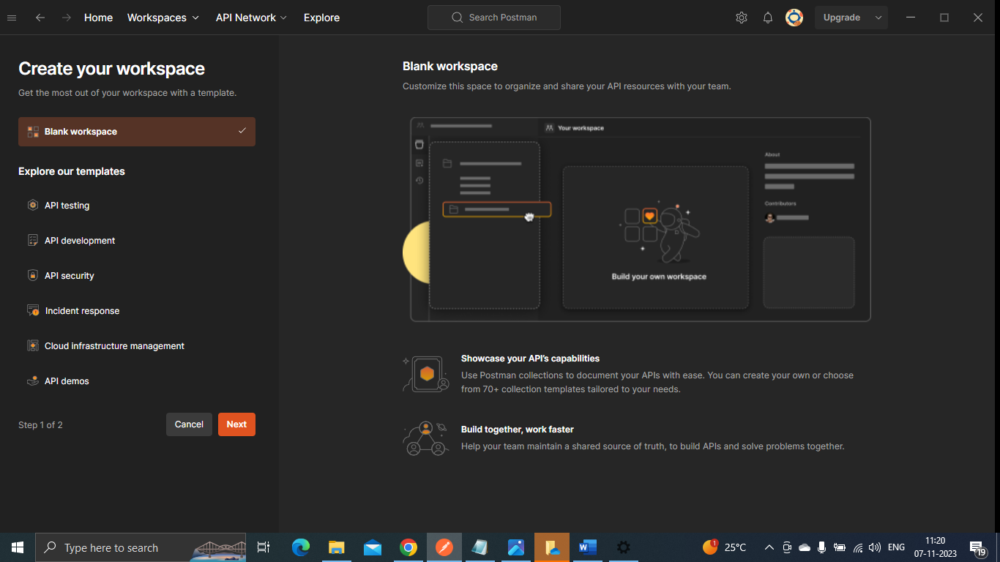 Home
Workspaces
API Network
Explore
Search Postman
Upgrade
Create your workspace
Get the most out of your workspace with a template.
Blank workspace
Explore our templates
API testing
API development
API security
Incident response
Cloud infrastructure management
API demos
Step 1 of 2
Cancel
Next
Blank workspace
Customize this space to organize and share your API resources with your team.
Your workspace
About
Contributors
Build your own workspace
Showcase your API's capabilities
Use Postman collections to document your APIs with ease. You can create your own or choose
from 70+ collection templates tailored to your needs.
Build together, work faster
Help your team maintain a shared source of truth, to build APIs and solve problems together.
Type here to search
W
1
25°C
ENG
11:20
07-11-2023
19